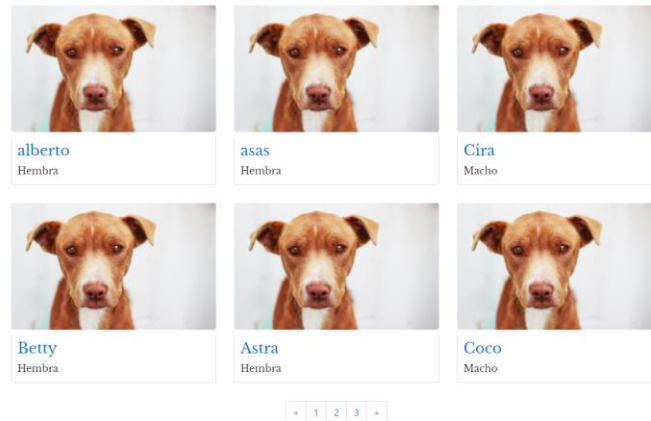 alberto
Hembra
asas
Hembra
Cira
Macho
Betty
Hembra
Astra
Hembra
Coco
Macho
« 1 2 3 »